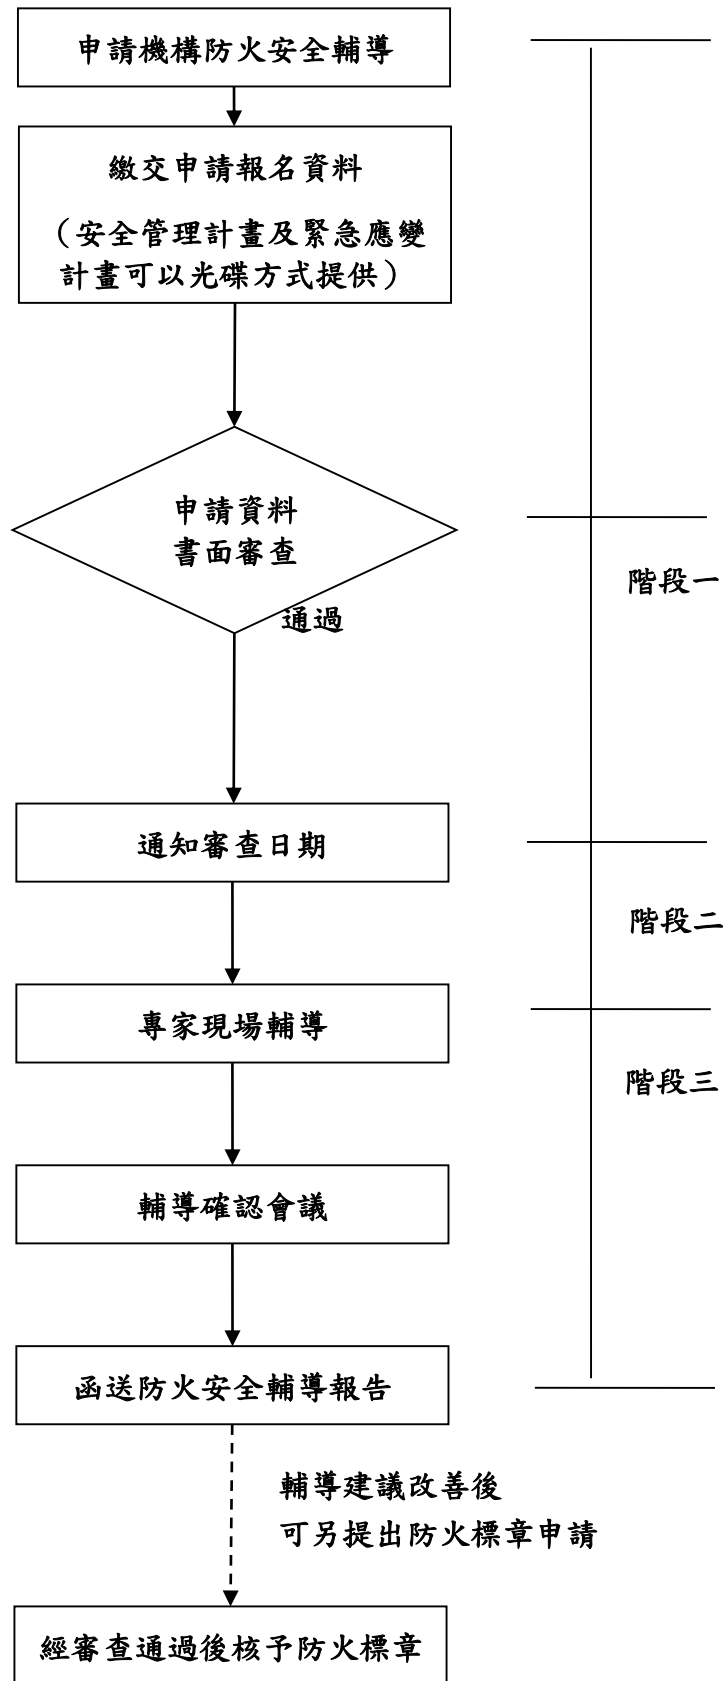 申請機構防火安全輔導
繳交申請報名資料
（安全管理計畫及緊急應變
計畫可以光碟方式提供）
申請資料
書面審查
階段一
通過
通知審查日期
階段二
專家現場輔導
階段三
輔導確認會議
函送防火安全輔導報告
輔導建議改善後
可另提出防火標章申請
經審查通過後核予防火標章